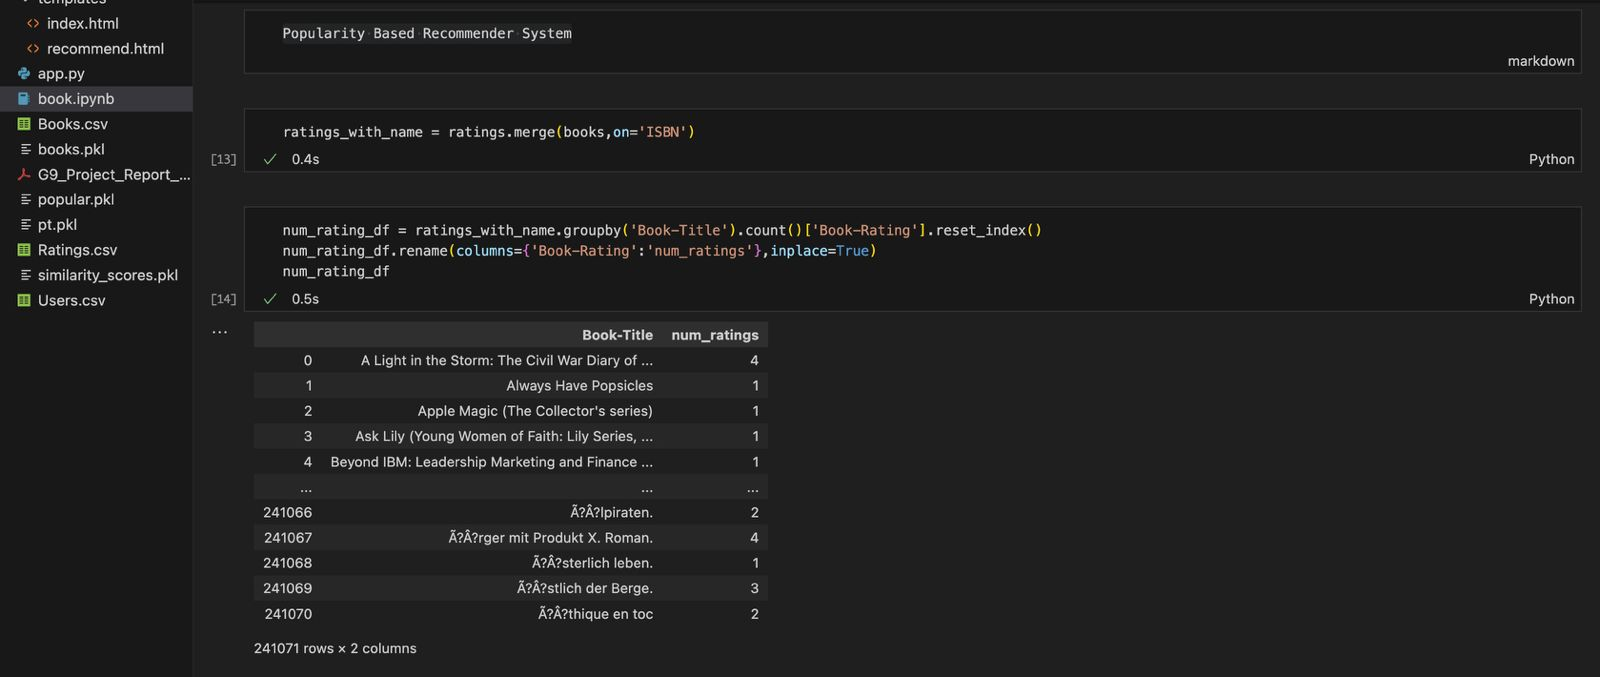 templates
index.html
recommend.html
app.py
book.ipynb
Books.csv
books.pkl
G9_Project_Report_...
popular.pkl
pt.pkl
Ratings.csv
similarity_scores.pkl
Users.csv
Popularity Based Recommender System
markdown
ratings_with_name = ratings.merge(books,on='ISBN')
[13] ✓ 0.4s Python
num_rating_df = ratings_with_name.groupby('Book-Title').count()['Book-Rating'].reset_index()
num_rating_df.rename(columns={'Book-Rating':'num_ratings'},inplace=True)
num_rating_df
[14] ✓ 0.5s Python
...
Book-Title num_ratings
0 A Light in the Storm: The Civil War Diary of ... 4
1 Always Have Popsicles 1
2 Apple Magic (The Collector's series) 1
3 Ask Lily (Young Women of Faith: Lily Series, ... 1
4 Beyond IBM: Leadership Marketing and Finance ... 1
... ... ...
241066 Ã?Â?lpiraten. 2
241067 Ã?Â?rger mit Produkt X. Roman. 4
241068 Ã?Â?sterlich leben. 1
241069 Ã?Â?stlich der Berge. 3
241070 Ã?Â?thique en toc 2
241071 rows × 2 columns